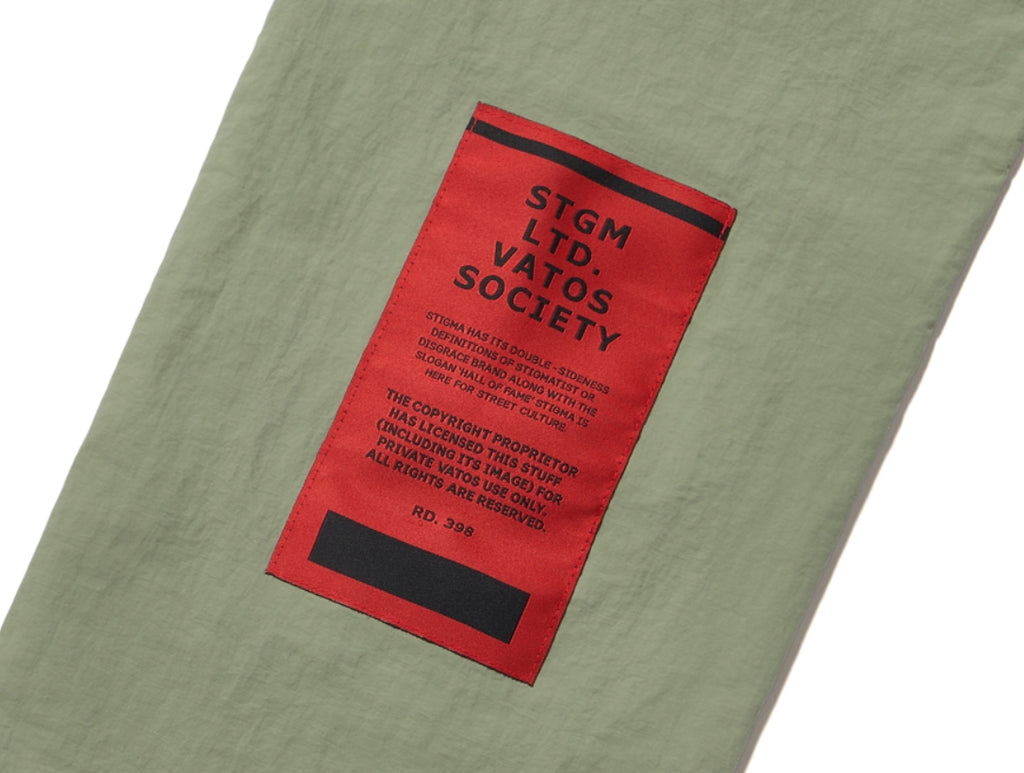 STGM
LTD.
VATOS
SOCIETY
STIGMA HAS ITS DOUBLE - SIDENESS
DEFINITIONS OF STIGMATIST OR
DISGRACE BRAND ALONG WITH THE
SLOGAN 'HALL OF FAME' STIGMA IS
HERE FOR STREET CULTURE.
THE COPYRIGHT PROPRIETOR
HAS LICENSED THIS STUFF
(INCLUDING ITS IMAGE) FOR
PRIVATE VATOS USE ONLY.
ALL RIGHTS ARE RESERVED.
RD. 398